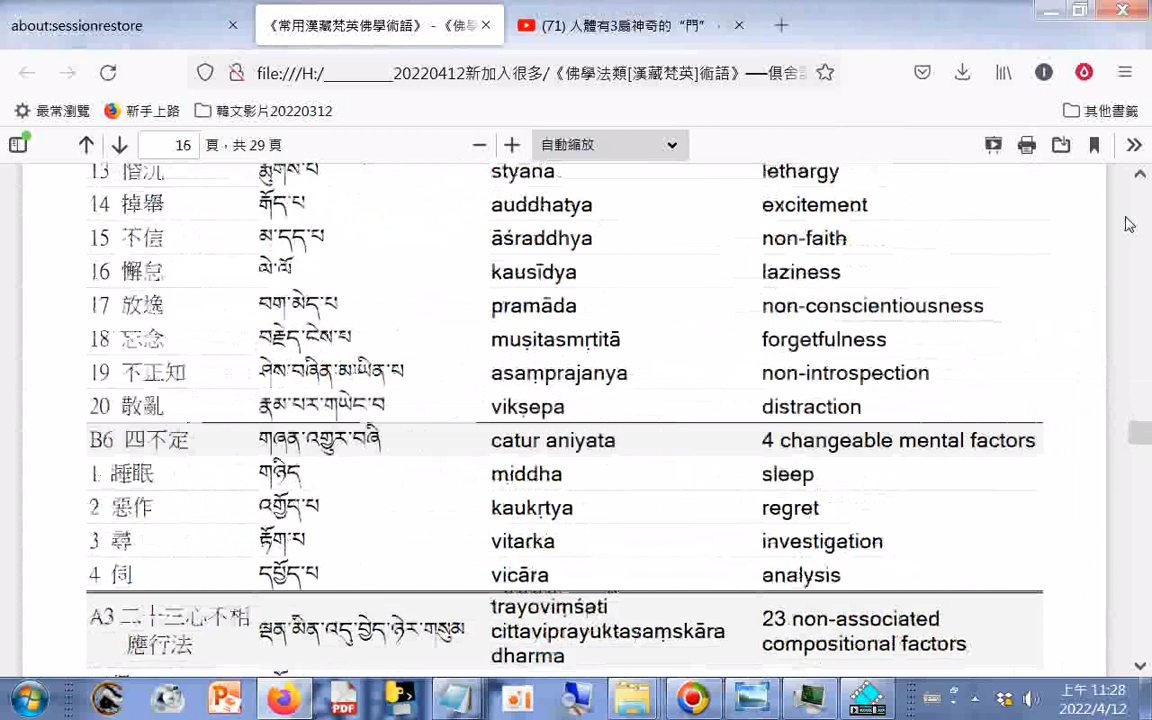 about:sessionrestore
《常用漢藏梵英佛學術語》 - 《佛學
(71) 人體有3扇神奇的“門”
file:///H:/________20220412新加入很多/《佛學法類[漢藏梵英]術語》──俱舍
最常瀏覽 新手上路 韓文影片20220312 其他書籤
16 頁，共 29 頁 自動縮放
13 惛沉 རྨུགས་པ styāna lethargy
14 掉舉 རྒོད་པ auddhatya excitement
15 不信 མ་དད་པ āśraddhya non-faith
16 懈怠 ལེ་ལོ kausīdya laziness
17 放逸 བག་མེད་པ pramāda non-conscientiousness
18 忘念 བརྗེད་ངེས་པ muṣitasmṛtitā forgetfulness
19 不正知 ཤེས་བཞིན་མ་ཡིན་པ asaṃprajanya non-introspection
20 散亂 རྣམ་པར་གཡེང་བ vikṣepa distraction
B6 四不定 གཞན་འགྱུར་བཞི catur aniyata 4 changeable mental factors
1 睡眠 གཉིད middha sleep
2 惡作 འགྱོད་པ kaukṛtya regret
3 尋 རྟོག་པ vitarka investigation
4 伺 དཔྱོད་པ vicāra analysis
A3 二十三心不相應行法 ལྡན་མིན་འདུ་བྱེད་ཉེར་གསུམ trayoviṃśati cittaviprayuktasaṃskāra dharma 23 non-associated compositional factors
上午 11:28
2022/4/12